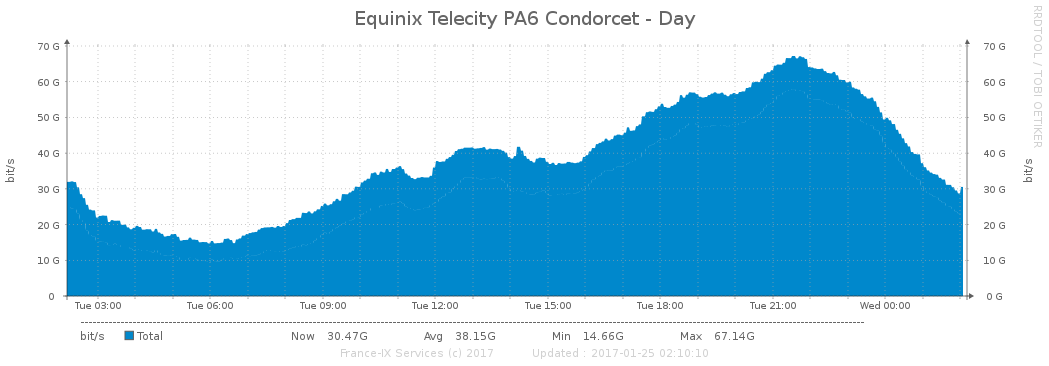 Equinix Telecity PA6 Condorcet - Day
RRDTOOL / TOBI OETIKER
bit/s
70 G 70 G
60 G 60 G
50 G 50 G
40 G 40 G
30 G 30 G
20 G 20 G
10 G 10 G
0 0 G
bit/s
Tue 03:00 Tue 06:00 Tue 09:00 Tue 12:00 Tue 15:00 Tue 18:00 Tue 21:00 Wed 00:00
bit/s Total Now 30.47G Avg 38.15G Min 14.66G Max 67.14G
France-IX Services (c) 2017 Updated : 2017-01-25 02:10:10